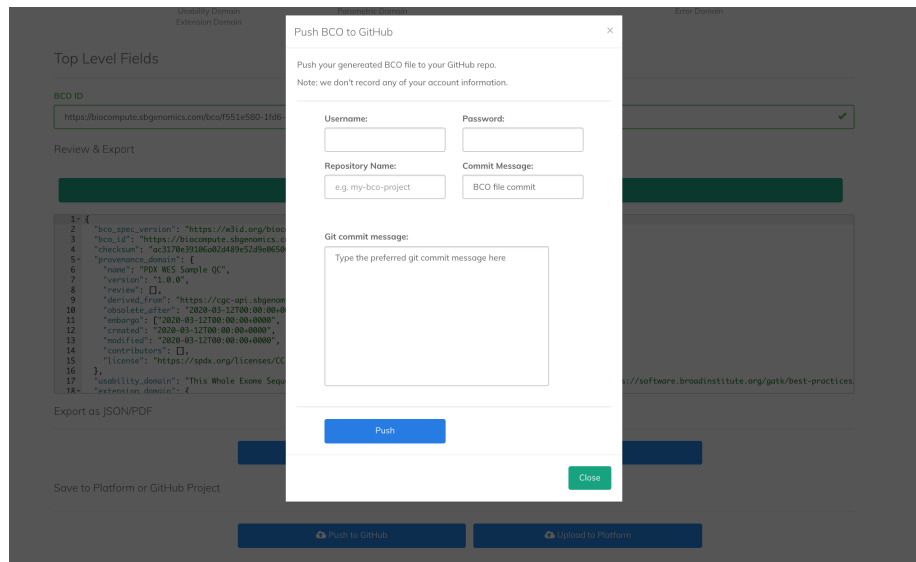 Usability Domain Parametric Domain Error Domain
Extension Domain
Push BCO to GitHub ×
Push your genereated BCO file to your GitHub repo.
Note: we don't record any of your account information.
Top Level Fields
BCO ID
https://biocompute.sbgenomics.com/bco/f551e580-1fd6-
Username: Password:
Repository Name: Commit Message:
e.g. my-bco-project BCO file commit
Review & Export
Git commit message:
Type the preferred git commit message here
1 {
2 "bco_spec_version": "https://w3id.org/bioc
3 "bco_id": "https://biocompute.sbgenomics.c
4 "checksum": "ac3170e39106a02d489e52d9e0650
5 "provenance_domain": {
6 "name": "PDX WES Sample QC",
7 "version": "1.0.0",
8 "review": [],
9 "derived_from": "https://cgc-api.sbgenom
10 "obsolete_after": "2020-03-12T00:00:00+0
11 "embargo": ["2020-03-12T00:00:00+0000",
12 "created": "2020-03-12T00:00:00+0000",
13 "modified": "2020-03-12T00:00:00+0000",
14 "contributors": [],
15 "license": "https://spdx.org/licenses/CC
16 },
17 "usability_domain": "This Whole Exome Sequ s://software.broadinstitute.org/gatk/best-practices
18 "extension_domain": {
Export as JSON/PDF
Push
Close
Save to Platform or GitHub Project
Push to GitHub Upload to Platform